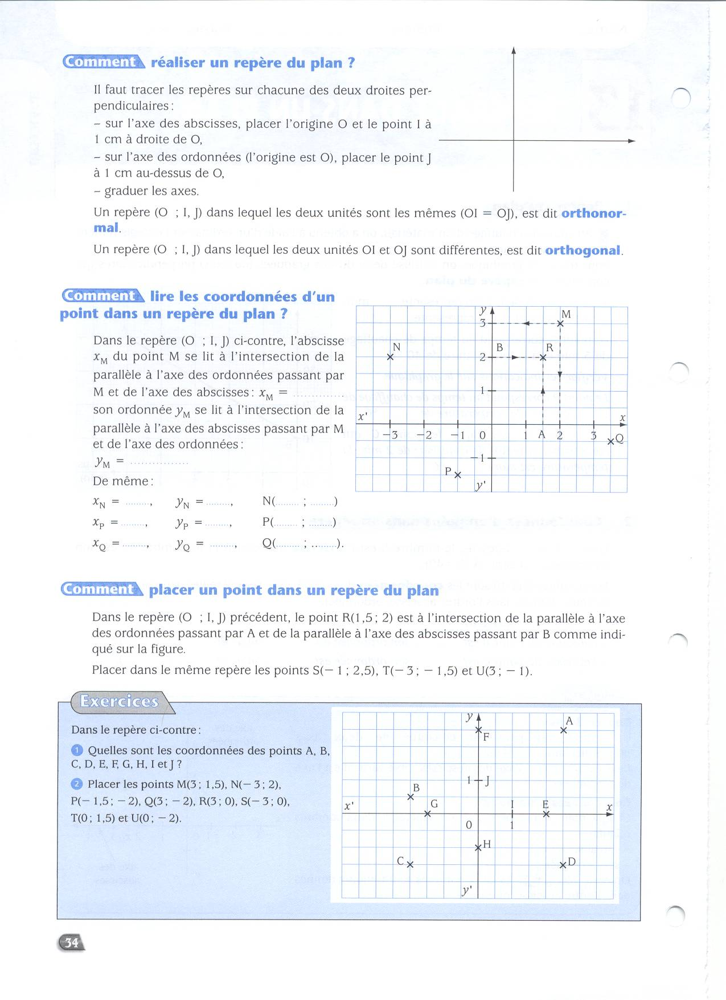 Comment réaliser un repère du plan ?
Il faut tracer les repères sur chacune des deux droites per-
pendiculaires :
– sur l'axe des abscisses, placer l'origine O et le point I à
1 cm à droite de O,
– sur l'axe des ordonnées (l'origine est O), placer le point J
à 1 cm au-dessus de O,
– graduer les axes.
Un repère (O ; I, J) dans lequel les deux unités sont les mêmes (OI = OJ), est dit orthonor-
mal.
Un repère (O ; I, J) dans lequel les deux unités OI et OJ sont différentes, est dit orthogonal.
Comment lire les coordonnées d'un
point dans un repère du plan ?
Dans le repère (O ; I, J) ci-contre, l'abscisse
x_M du point M se lit à l'intersection de la
parallèle à l'axe des ordonnées passant par
M et de l'axe des abscisses : x_M = ............
son ordonnée y_M se lit à l'intersection de la
parallèle à l'axe des abscisses passant par M
et de l'axe des ordonnées :
y_M = ...............
De même :
x_N = ........, y_N = ........, N(........ ; ........)
x_P = ........, y_P = ........, P(........ ; ........)
x_Q = ........, y_Q = ........, Q(........ ; ........).
y
M
3
N
B
R
2
1
x'
x
−3 −2 −1 0 1 A 2 3
Q
−1
P
y'
Comment placer un point dans un repère du plan
Dans le repère (O ; I, J) précédent, le point R(1,5 ; 2) est à l'intersection de la parallèle à l'axe
des ordonnées passant par A et de la parallèle à l'axe des abscisses passant par B comme indi-
qué sur la figure.
Placer dans le même repère les points S(− 1 ; 2,5), T(− 3 ; − 1,5) et U(3 ; − 1).
Exercices
Dans le repère ci-contre :
1 Quelles sont les coordonnées des points A, B,
C, D, E, F, G, H, I et J ?
2 Placer les points M(3 ; 1,5), N(− 3 ; 2),
P(− 1,5 ; − 2), Q(3 ; − 2), R(3 ; 0), S(− 3 ; 0),
T(0 ; 1,5) et U(0 ; − 2).
y
A
F
1 J
B
x'
G
I
E
x
0 1
H
C
D
y'
34